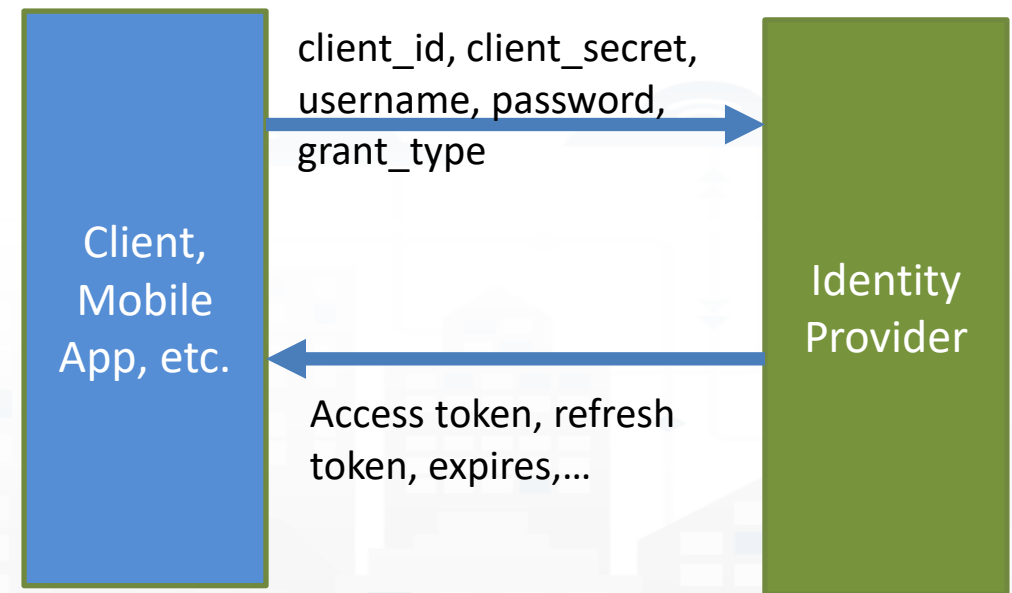 client_id, client_secret,
username, password,
grant_type
Client,
Mobile
App, etc.
Identity
Provider
Access token, refresh
token, expires,…